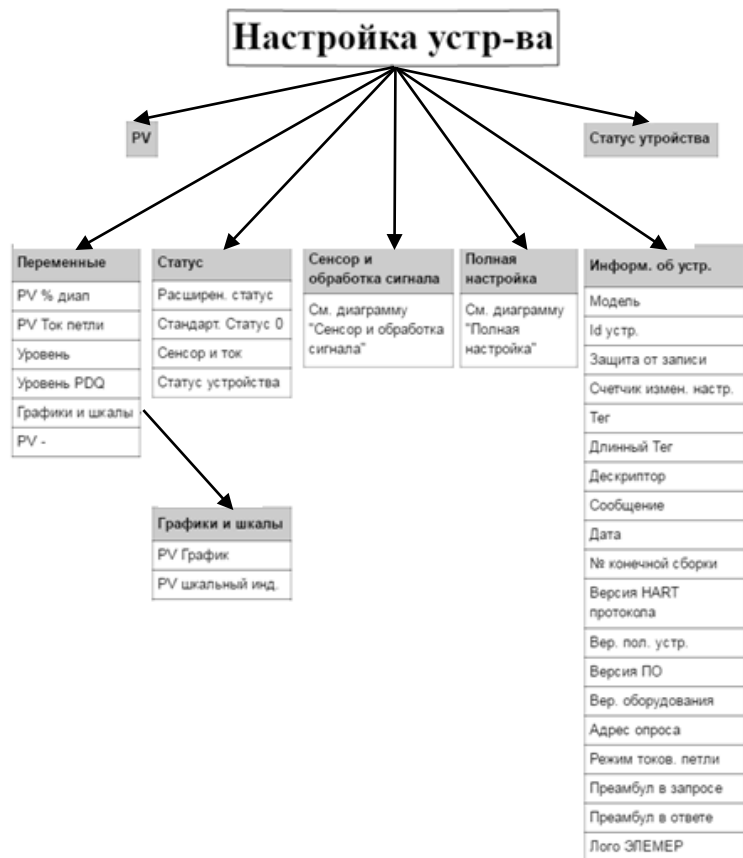 Настройка устр-ва
PV
Статус утройства
Переменные
PV % диап
PV Ток петли
Уровень
Уровень PDQ
Графики и шкалы
PV -
Статус
Расширен. статус
Стандарт. Статус 0
Сенсор и ток
Статус устройства
Сенсор и
обработка сигнала
См. диаграмму
"Сенсор и обработка
сигнала"
Полная
настройка
См. диаграмму
"Полная
настройка"
Информ. об устр.
Модель
Id устр.
Защита от записи
Счетчик измен. настр.
Тег
Длинный Тег
Дескриптор
Сообщение
Дата
№ конечной сборки
Версия HART
протокола
Вер. пол. устр.
Версия ПО
Вер. оборудования
Адрес опроса
Режим токов. петли
Преамбул в запросе
Преамбул в ответе
Лого ЭЛЕМЕР
Графики и шкалы
PV График
PV шкальный инд.